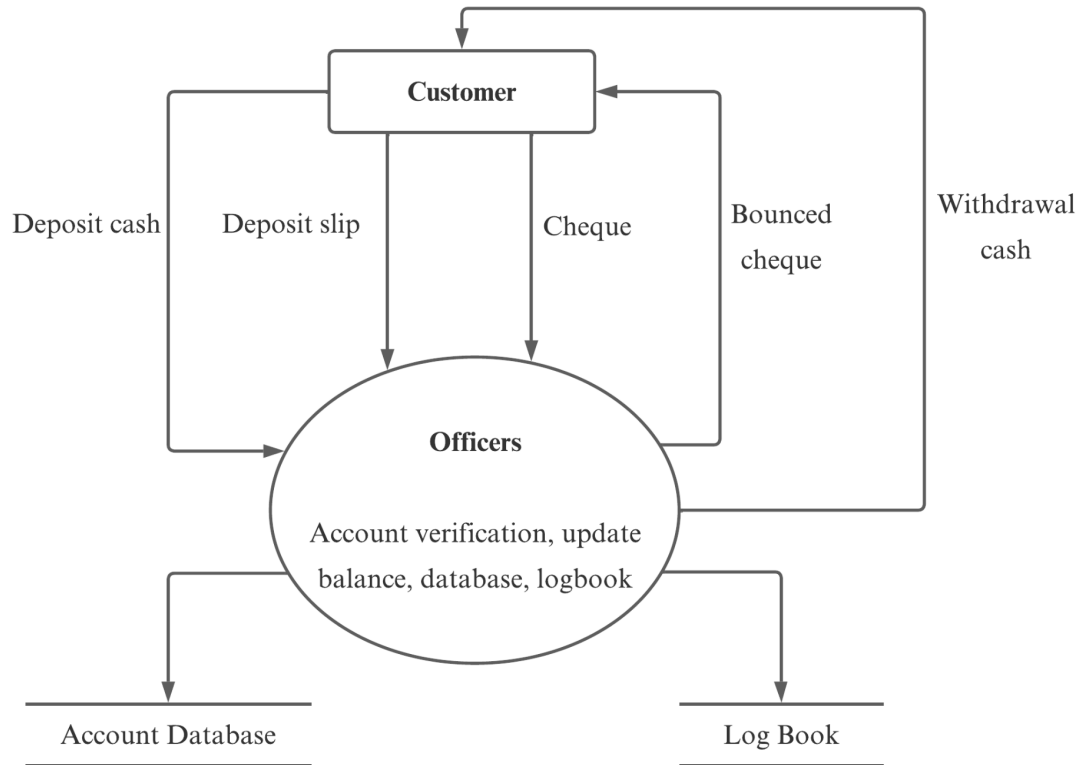 Customer
Deposit cash
Deposit slip
Cheque
Bounced
cheque
Withdrawal
cash
Officers
Account verification, update
balance, database, logbook
Account Database
Log Book